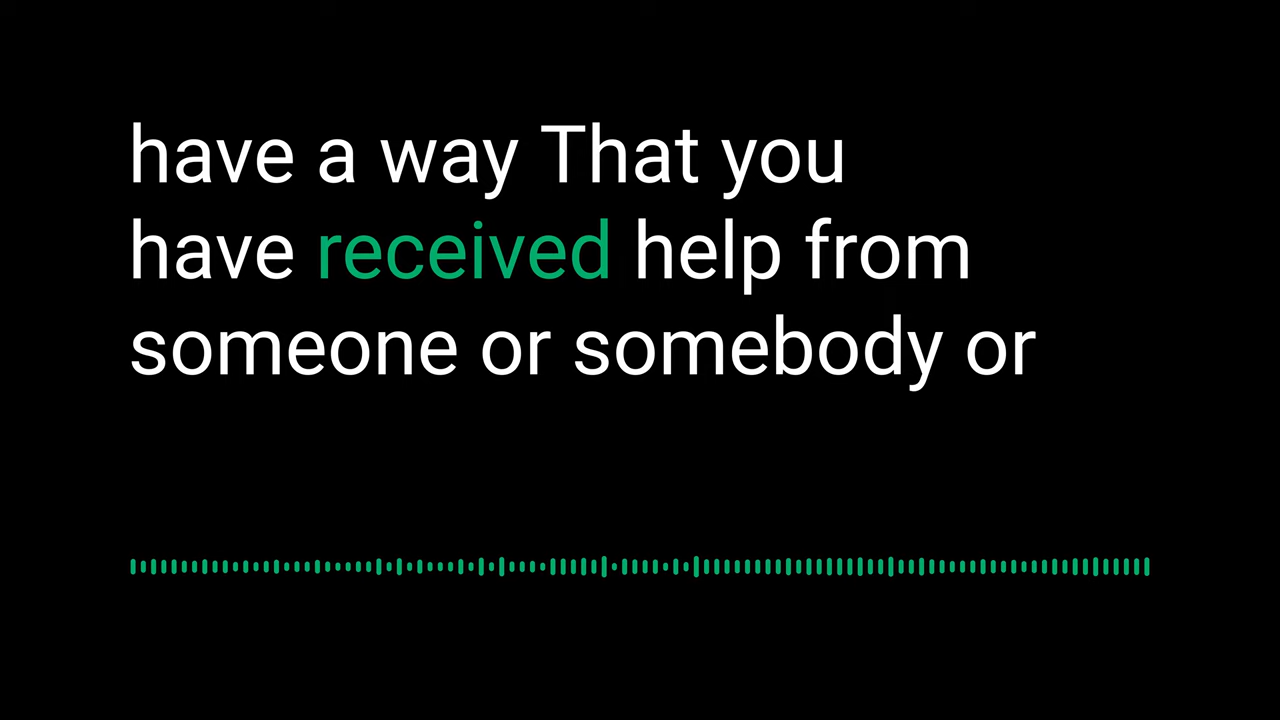 have a way That you
have received help from
someone or somebody or